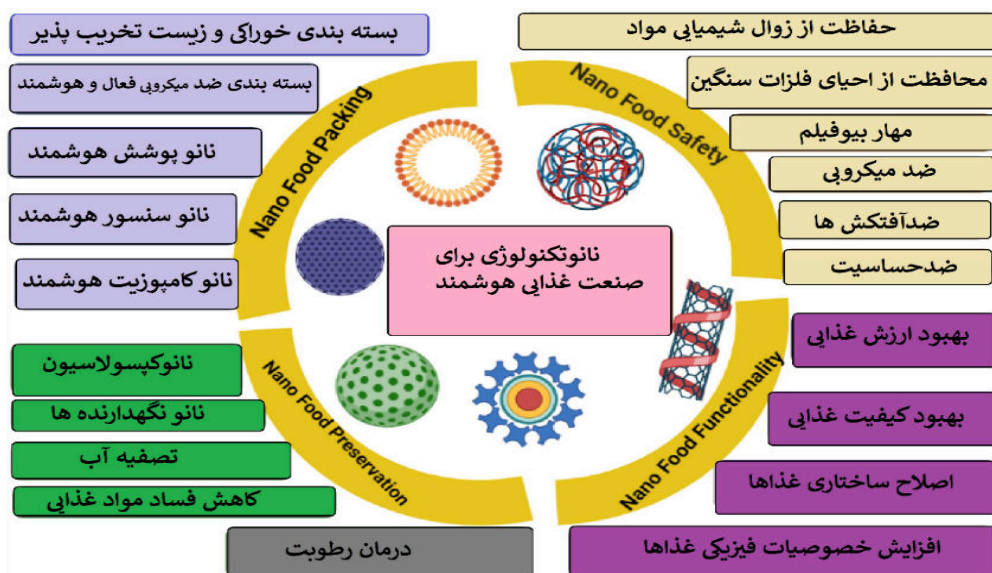 بسته بندی خوراکی و زیست تخریب پذیر
بسته بندی ضد میکروبی فعال و هوشمند
نانو پوشش هوشمند
نانو سنسور هوشمند
نانو کامپوزیت هوشمند
Nano Food Packing
حفاظت از زوال شیمیایی مواد
محافظت از احیای فلزات سنگین
مهار بیوفیلم
ضد میکروبی
ضدآفتکش ها
ضدحساسیت
Nano Food Safety
نانوتکنولوژی برای
صنعت غذایی هوشمند
نانوکپسولاسیون
نانو نگهدارنده ها
تصفیه آب
کاهش فساد مواد غذایی
درمان رطوبت
Nano Food Preservation
بهبود ارزش غذایی
بهبود کیفیت غذایی
اصلاح ساختاری غذاها
افزایش خصوصیات فیزیکی غذاها
Nano Food Functionality